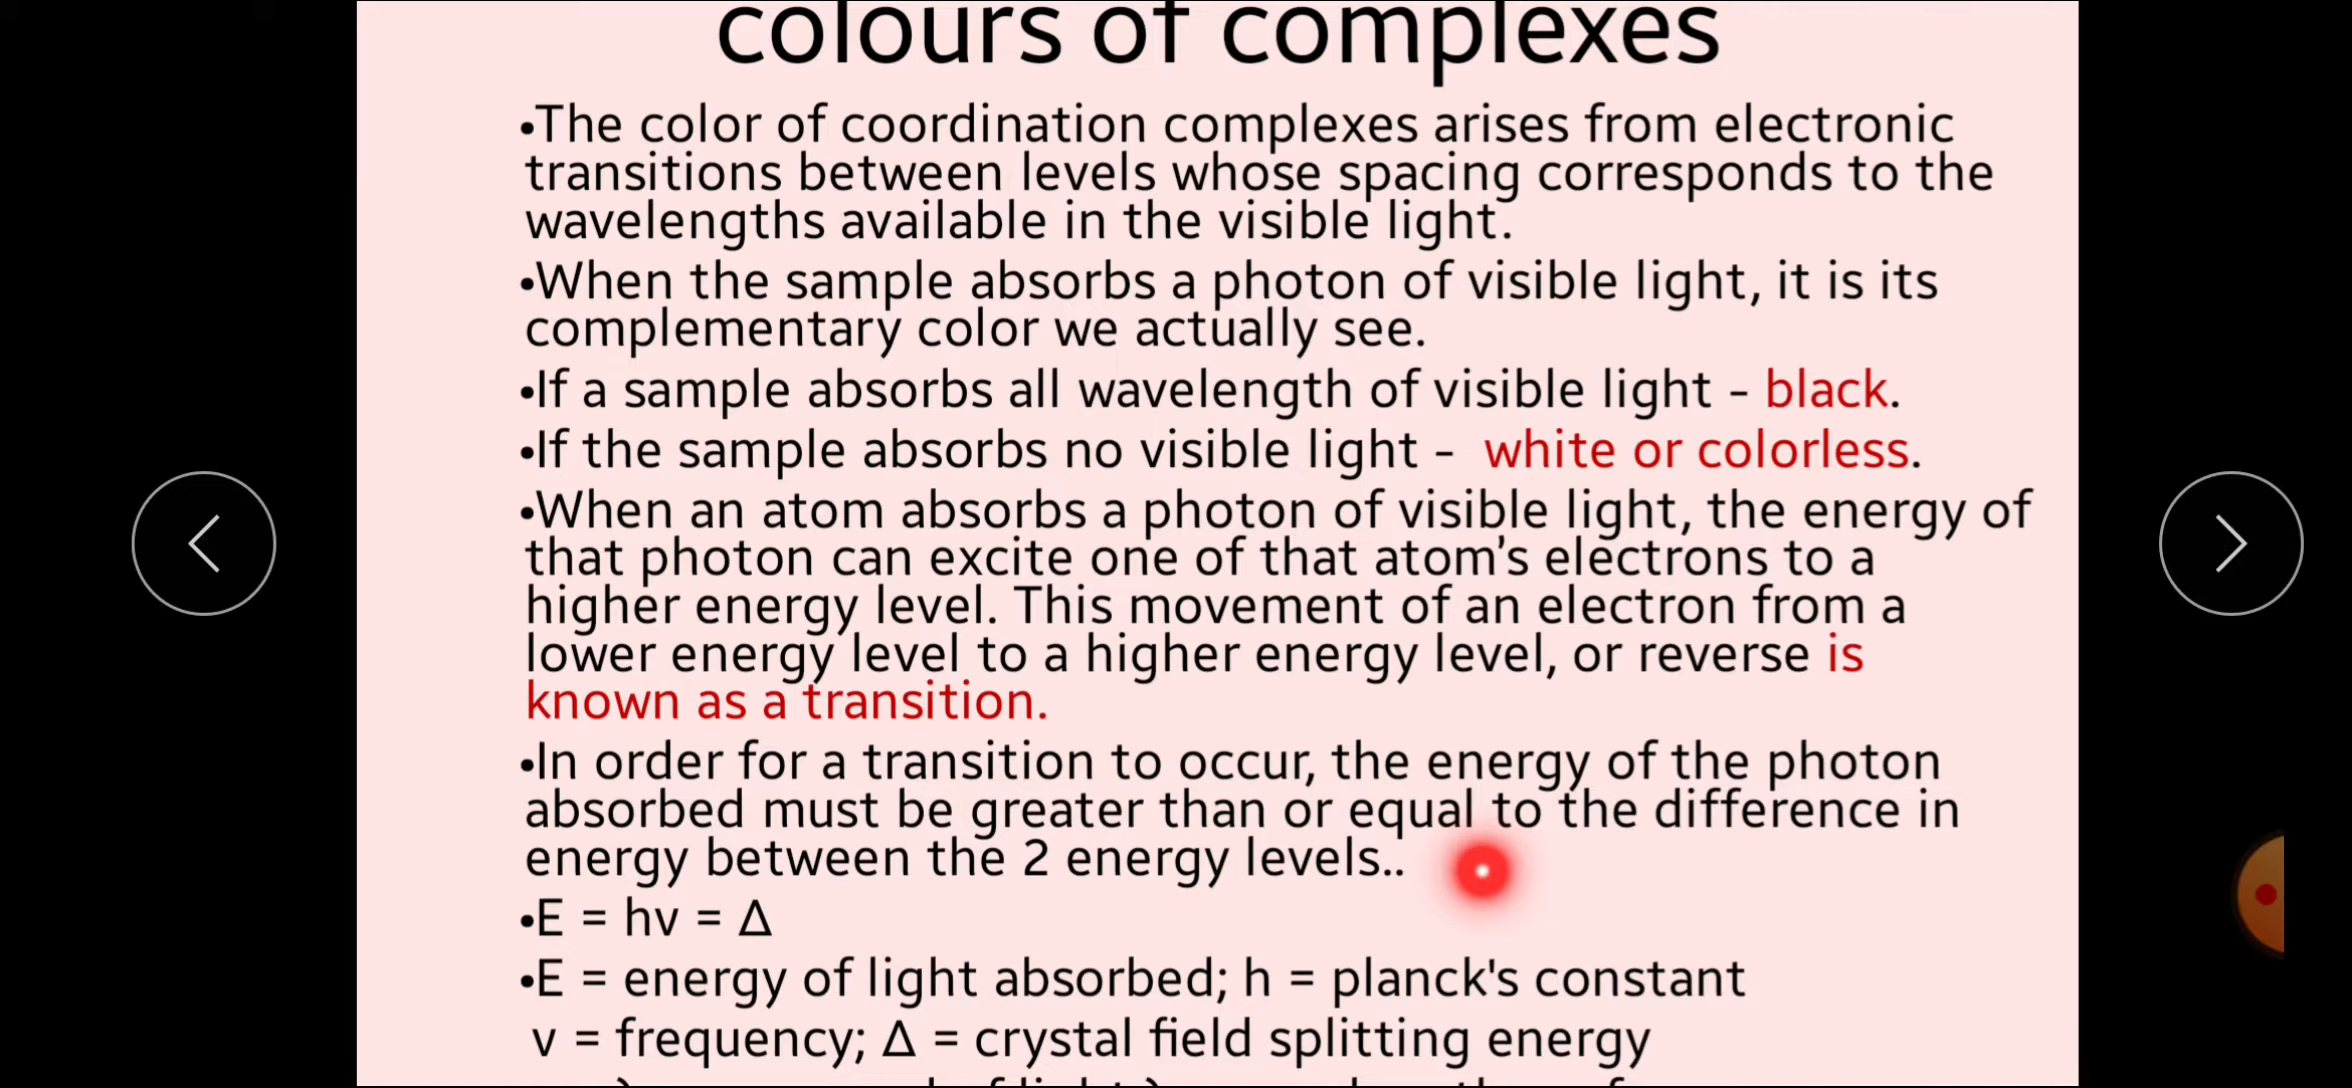 colours of complexes
•The color of coordination complexes arises from electronic
transitions between levels whose spacing corresponds to the
wavelengths available in the visible light.
•When the sample absorbs a photon of visible light, it is its
complementary color we actually see.
•If a sample absorbs all wavelength of visible light - black.
•If the sample absorbs no visible light - white or colorless.
•When an atom absorbs a photon of visible light, the energy of
that photon can excite one of that atom's electrons to a
higher energy level. This movement of an electron from a
lower energy level to a higher energy level, or reverse is
known as a transition.
•In order for a transition to occur, the energy of the photon
absorbed must be greater than or equal to the difference in
energy between the 2 energy levels..
•E = hν = Δ
•E = energy of light absorbed; h = planck's constant
ν = frequency; Δ = crystal field splitting energy